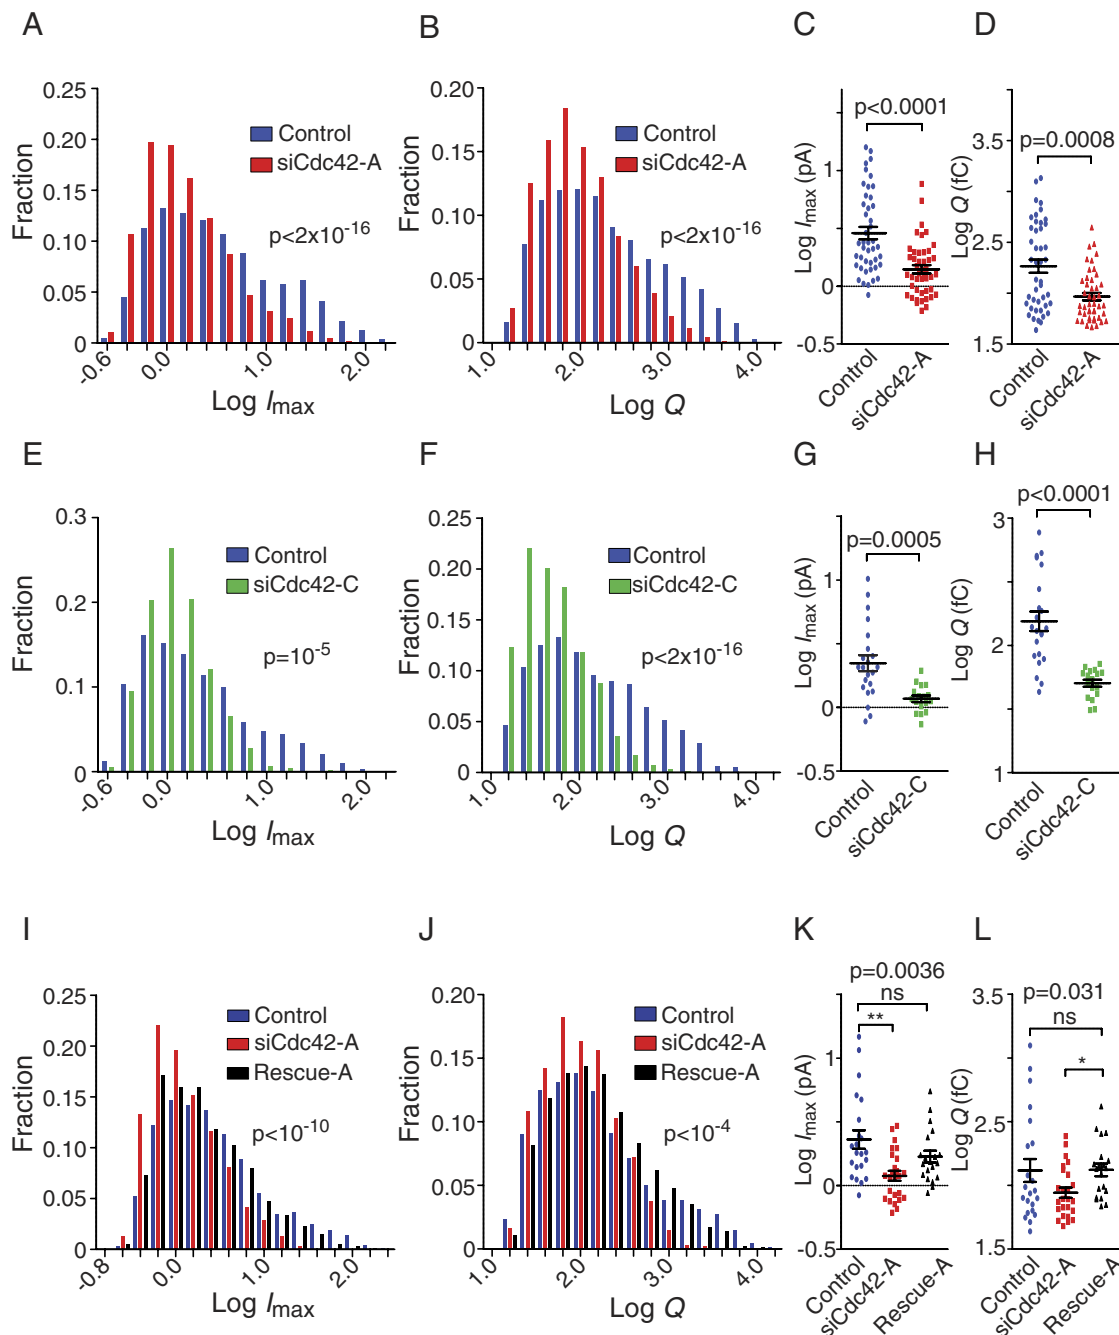 A
B
C
D
0.25
0.20
0.15
0.10
0.05
0
Fraction
Control
siCdc42-A
p<2x10-16
-0.6
0.0
1.0
2.0
Log Imax
0.20
0.15
0.10
0.05
0
Fraction
Control
siCdc42-A
p<2x10-16
1.0
2.0
3.0
4.0
Log Q
p<0.0001
1
0
-0.5
Log Imax (pA)
Control
siCdc42-A
p=0.0008
3.5
2.5
1.5
Log Q (fC)
Control
siCdc42-A
E
F
G
H
0.3
0.2
0.1
0
Fraction
Control
siCdc42-C
p=10-5
-0.6
0.0
1.0
2.0
Log Imax
0.25
0.20
0.15
0.10
0.05
0
Fraction
Control
siCdc42-C
p<2x10-16
1.0
2.0
3.0
4.0
Log Q
p=0.0005
1
0
-0.5
Log Imax (pA)
Control
siCdc42-C
p<0.0001
3
2
1
Log Q (fC)
Control
siCdc42-C
I
J
K
L
0.25
0.20
0.15
0.10
0.05
0
Fraction
Control
siCdc42-A
Rescue-A
p<10-10
-0.8
0.0
1.0
2.0
Log Imax
0.20
0.15
0.10
0.05
0
Fraction
Control
siCdc42-A
Rescue-A
p<10-4
1.0
2.0
3.0
4.0
Log Q
p=0.0036
ns
**
1
0
-0.5
Log Imax (pA)
Control
siCdc42-A
Rescue-A
p=0.031
ns
*
3.5
2.5
1.5
Log Q (fC)
Control
siCdc42-A
Rescue-A